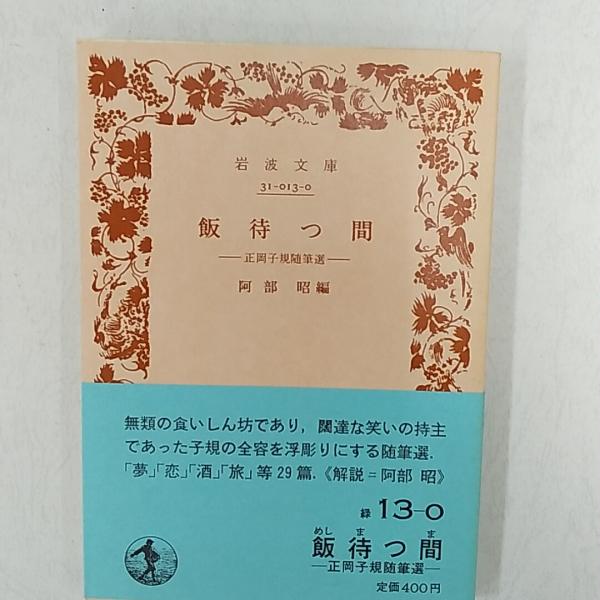 岩波文庫
31-013-0
飯待つ間
―正岡子規随筆選―
阿部 昭編
無類の食いしん坊であり，闊達な笑いの持主
であった子規の全容を浮彫りにする随筆選．
「夢」「恋」「酒」「旅」等29篇．《解説＝阿部 昭》
緑 13-0
めし ま ま
飯待つ間
―正岡子規随筆選―
定価400円